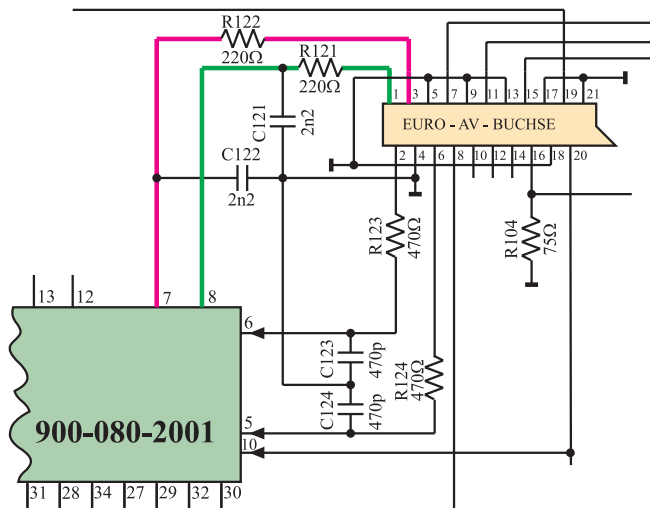 R122
220Ω
R121
220Ω
C121
2n2
C122
2n2
1 3 5 7 9 11 13 15 17 19 21
EURO - AV - BUCHSE
2 4 6 8 10 12 14 16 18 20
R123
470Ω
R104
75Ω
13 12 7 8
6
C123
470p
R124
470Ω
C124
470p
5
10
900-080-2001
31 28 34 27 29 32 30